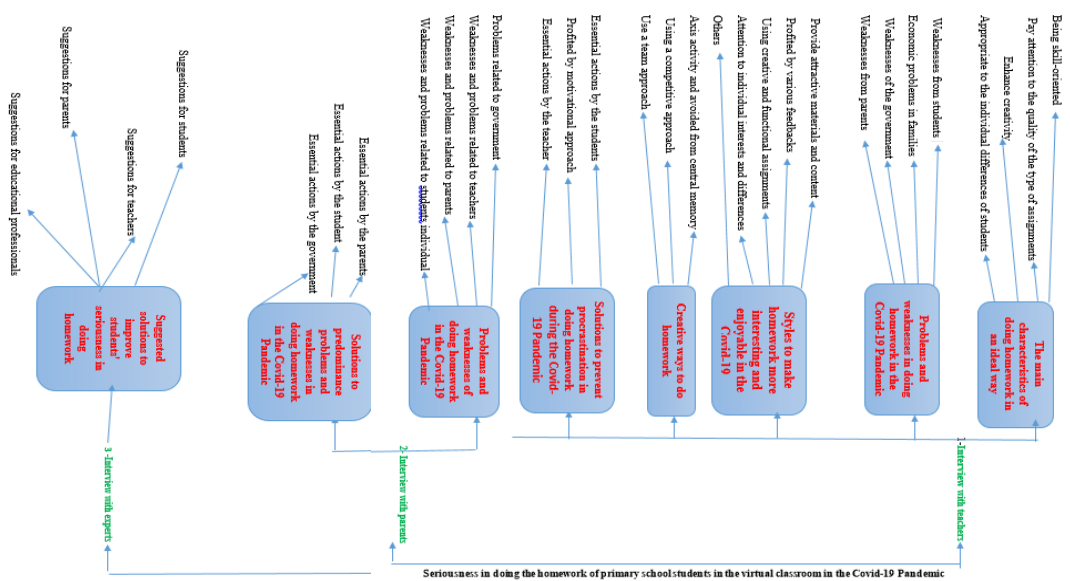 Being skill-oriented
Pay attention to the quality of the type of assignments
Enhance creativity
Appropriate to the individual differences of students
The main
characteristics of
doing homework in
an ideal way
Weaknesses from students
Economic problems in families
Weaknesses of the government
Weaknesses from parents
Problems and
weaknesses in doing
homework in the
Covid-19 Pandemic
Provide attractive materials and content
Profited by various feedbacks
Using creative and functional assignments
Attention to individual interests and differences
Others
Styles to make
homework more
interesting and
enjoyable in the
Covid-19
Axis activity and avoided from central memory
Using a competitive approach
Use a team approach
Creative ways to do
homework
Essential actions by the students
Profited by motivational approach
Essential actions by the teacher
Solutions to prevent
procrastination in
doing homework
during the Covid-
19 Pandemic
1-Interview with teachers
Problems related to government
Weaknesses and problems related to teachers
Weaknesses and problems related to parents
Weaknesses and problems related to students individual
Problems and
weaknesses of
doing homework
in the Covid-19
Pandemic
Essential actions by the parents
Essential actions by the student
Essential actions by the government
Solutions to
predominance
problems and
weaknesses in
doing homework
in the Covid-19
Pandemic
2- Interview with parents
Suggestions for students
Suggestions for teachers
Suggestions for parents
Suggestions for educational professionals
Suggested
solutions to
improve
students'
seriousness in
doing
homework
3 -Interview with experts
Seriousness in doing the homework of primary school students in the virtual classroom in the Covid-19 Pandemic